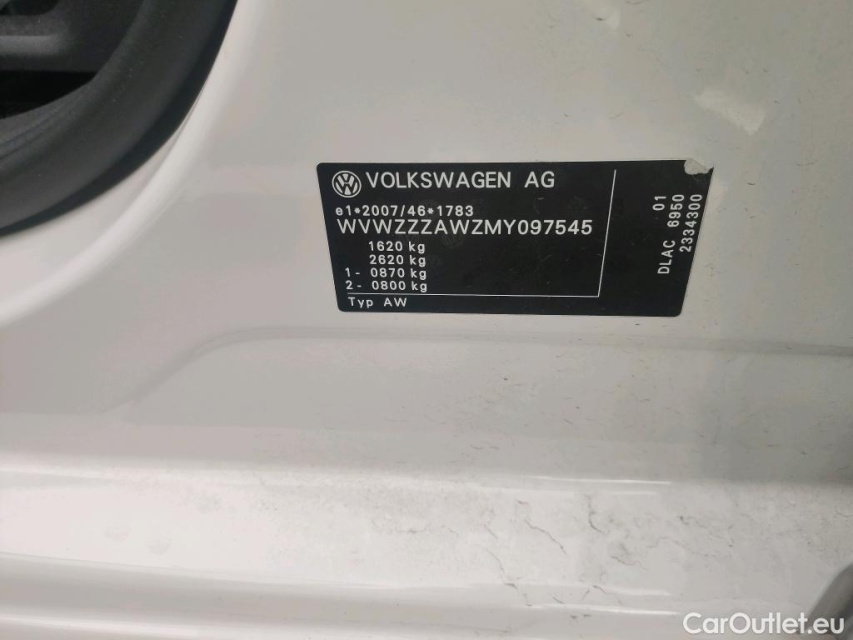 VOLKSWAGEN AG
e1*2007/46*1783
WVWZZZAWZMY097545
1620 kg
2620 kg
1 - 0870 kg
2 - 0800 kg
Typ AW
01
DLAC 6950
2334300
CarOutlet.eu